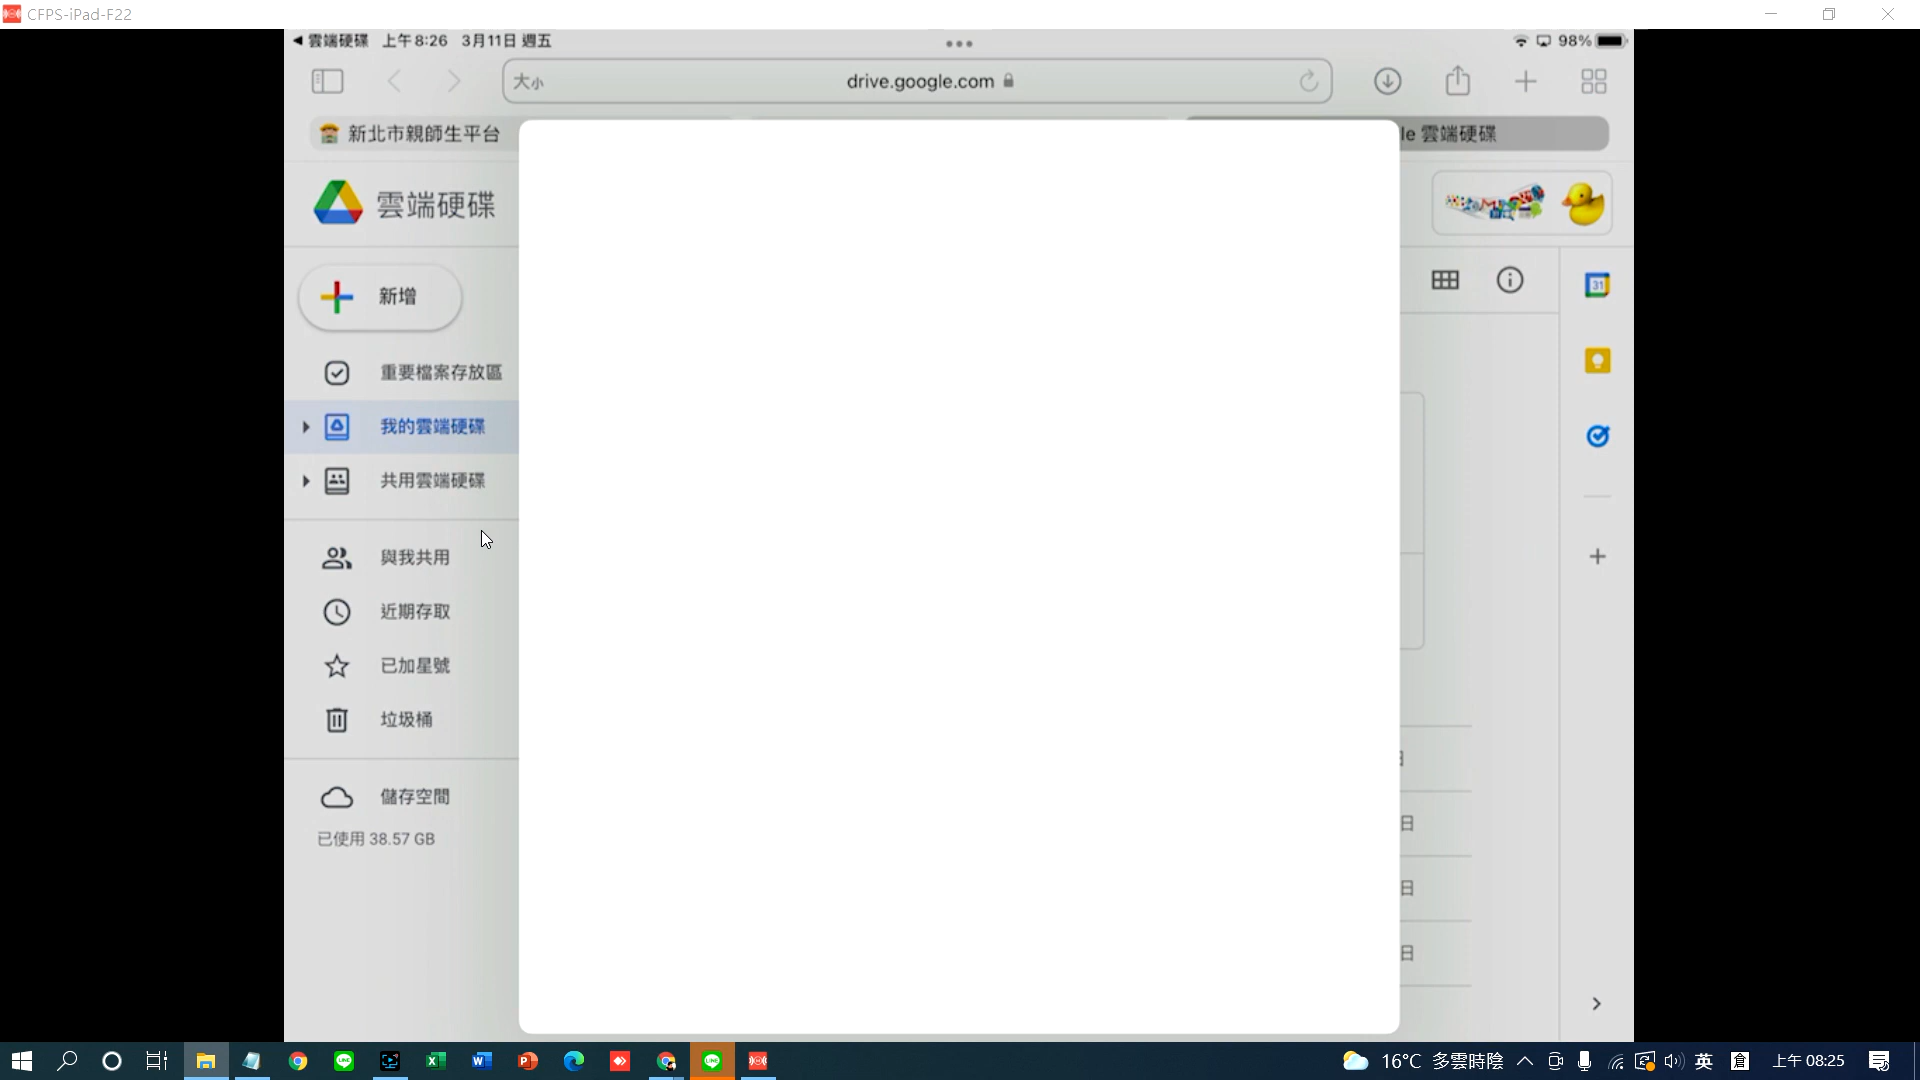 CFPS-iPad-F22
雲端硬碟 上午8:26 3月11日 週五
98%
大小
drive.google.com
新北市親師生平台
le 雲端硬碟
雲端硬碟
新增
31
重要檔案存放區
我的雲端硬碟
共用雲端硬碟
與我共用
近期存取
已加星號
垃圾桶
日
儲存空間
日
已使用 38.57 GB
日
日
16°C 多雲時陰
英
倉
上午 08:25